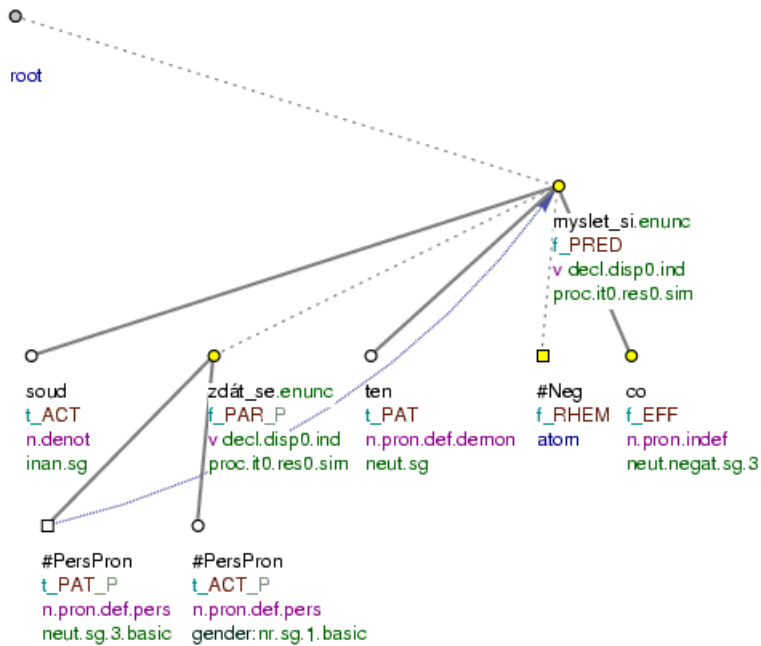 root
myslet_si.enunc
f_PRED
v decl.disp0.ind
proc.it0.res0.sim
soud
t_ACT
n.denot
inan.sg
zdát_se.enunc
f_PAR_P
v decl.disp0.ind
proc.it0.res0.sim
ten
t_PAT
n.pron.def.demon
neut.sg
#Neg
f_RHEM
atom
co
f_EFF
n.pron.indef
neut.negat.sg.3
#PersPron
t_PAT_P
n.pron.def.pers
neut.sg.3.basic
#PersPron
t_ACT_P
n.pron.def.pers
gender:nr.sg.1.basic